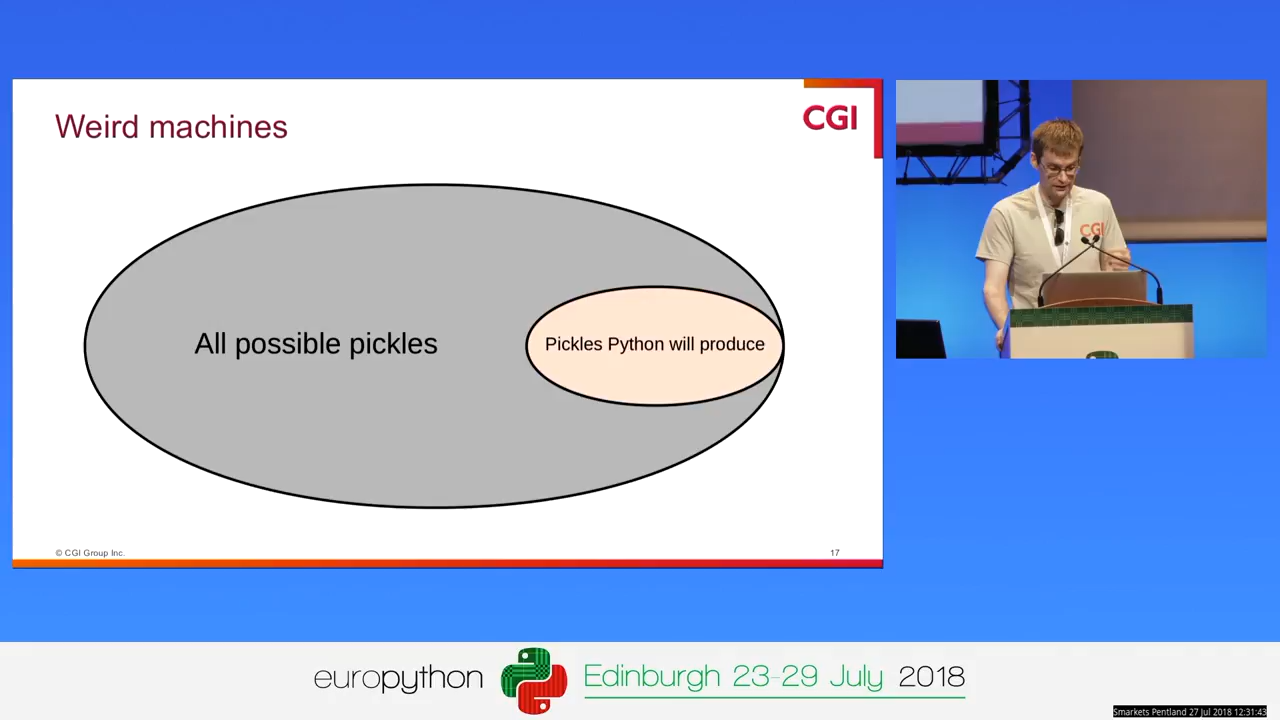 Weird machines
CGI
All possible pickles
Pickles Python will produce
© CGI Group Inc.
17
CGI
europython
Edinburgh 23-29 July 2018
Smarkets Pentland 27 Jul 2018 12:31:43